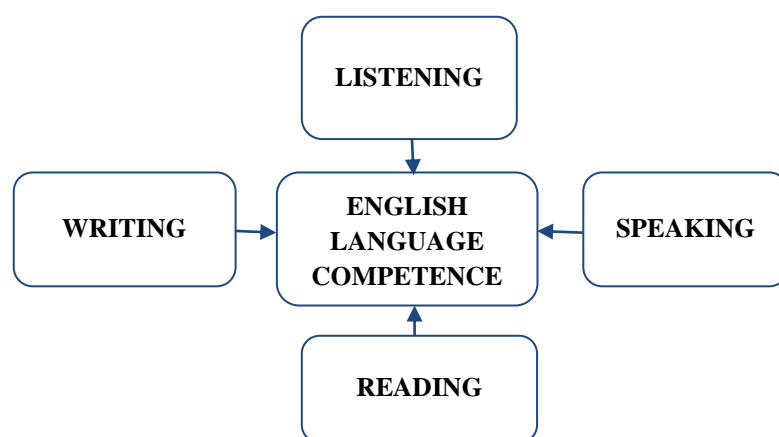 LISTENING
WRITING
ENGLISH
LANGUAGE
COMPETENCE
SPEAKING
READING